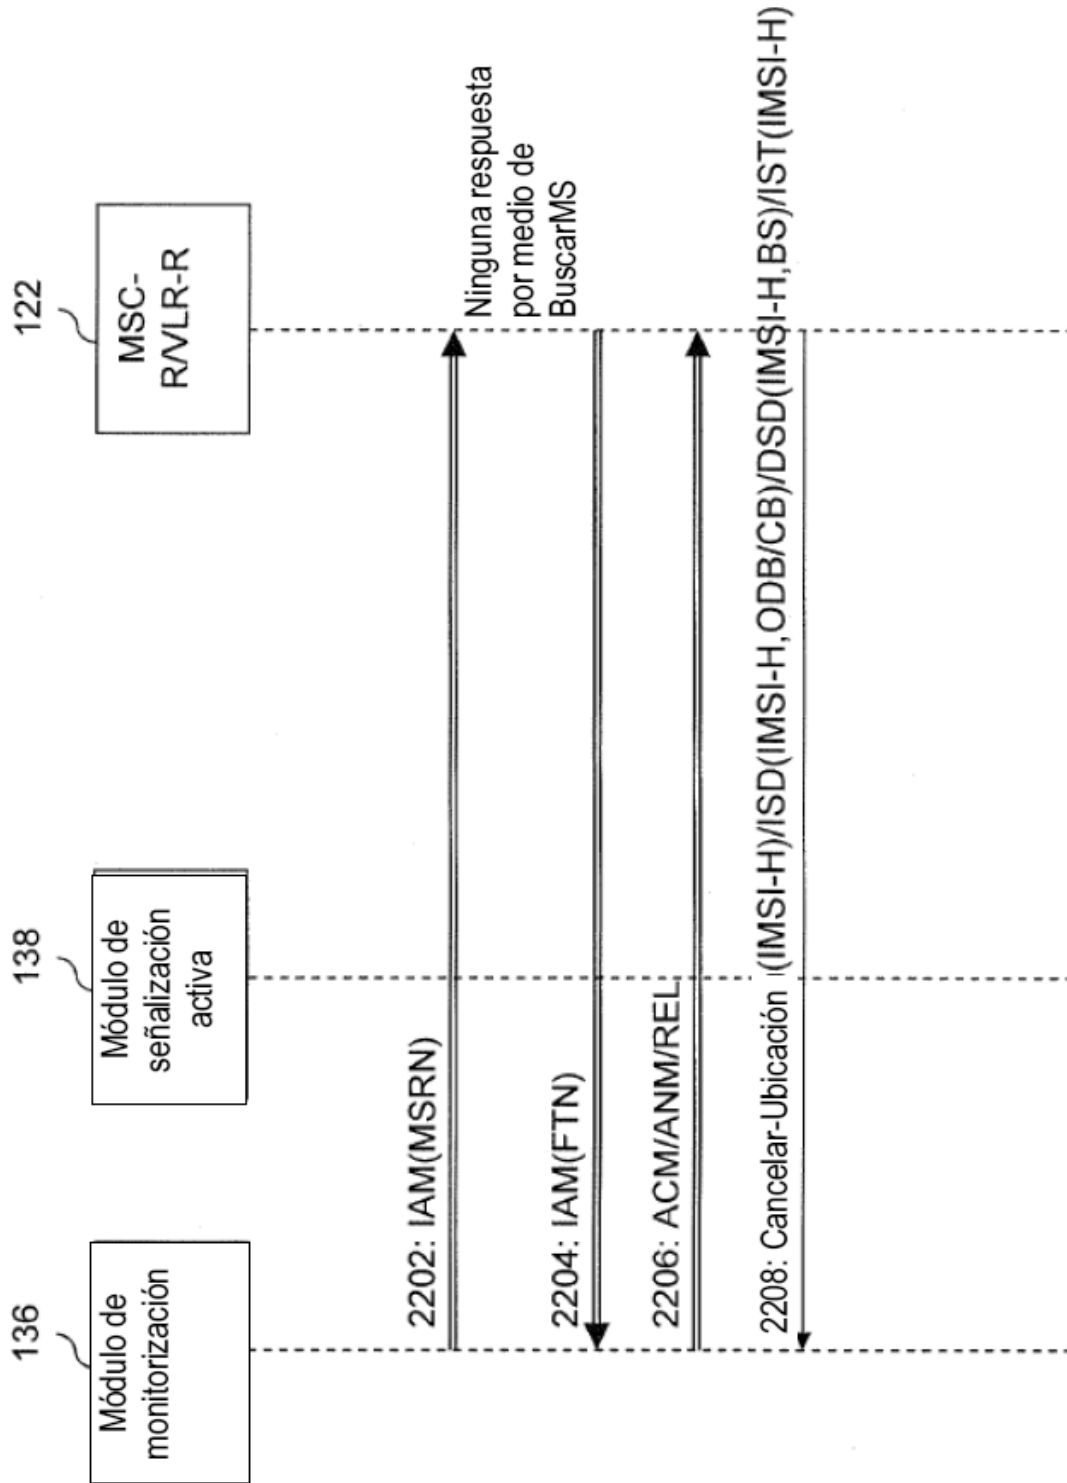 136
Módulo de
monitorización
138
Módulo de
señalización
activa
122
MSC-
R/VLR-R
2202: IAM(MSRN)
Ninguna respuesta
por medio de
BuscarMS
2204: IAM(FTN)
2206: ACM/ANM/REL
2208: Cancelar-Ubicación (IMSI-H)/ISD(IMSI-H,ODB/CB)/DSD(IMSI-H,BS)/IST(IMSI-H)